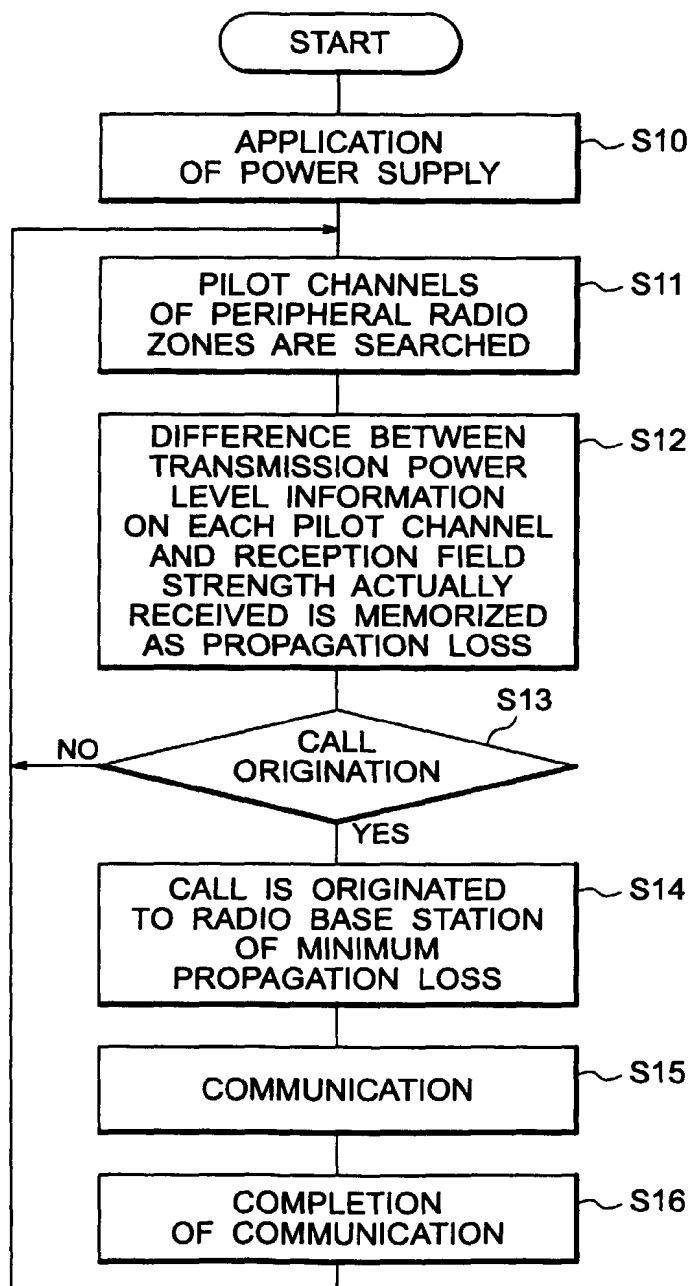 START
APPLICATION
OF POWER SUPPLY
S10
PILOT CHANNELS
OF PERIPHERAL RADIO
ZONES ARE SEARCHED
S11
DIFFERENCE BETWEEN
TRANSMISSION POWER
LEVEL INFORMATION
ON EACH PILOT CHANNEL
AND RECEPTION FIELD
STRENGTH ACTUALLY
RECEIVED IS MEMORIZED
AS PROPAGATION LOSS
S12
S13
CALL
ORIGINATION
NO
YES
CALL IS ORIGINATED
TO RADIO BASE STATION
OF MINIMUM
PROPAGATION LOSS
S14
COMMUNICATION
S15
COMPLETION
OF COMMUNICATION
S16